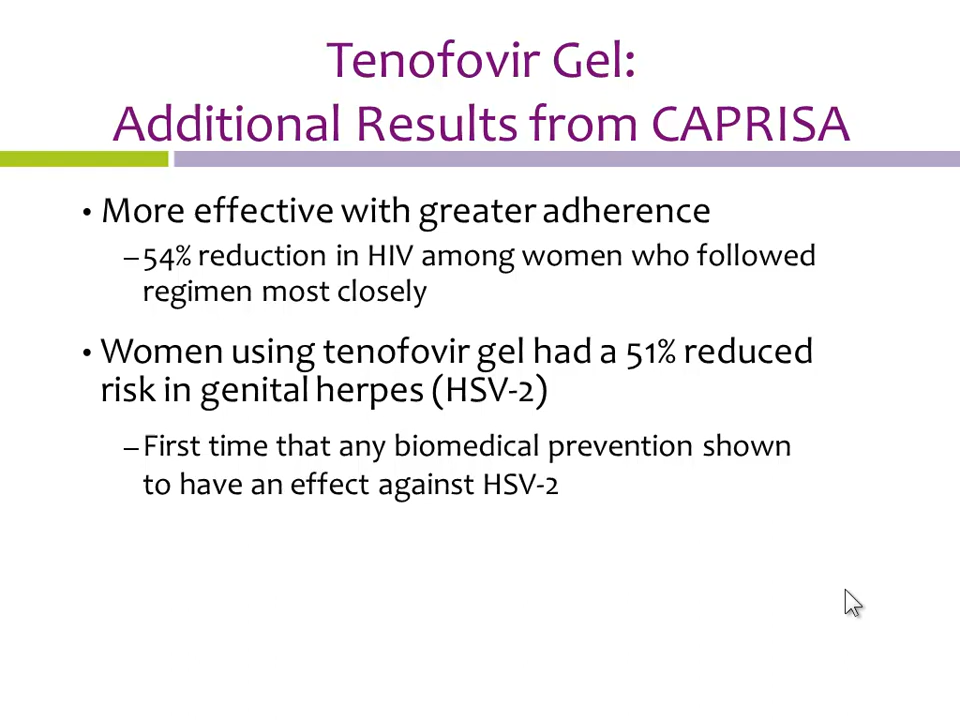 Tenofovir Gel:
Additional Results from CAPRISA
• More effective with greater adherence
–54% reduction in HIV among women who followed
regimen most closely
• Women using tenofovir gel had a 51% reduced
risk in genital herpes (HSV-2)
–First time that any biomedical prevention shown
to have an effect against HSV-2